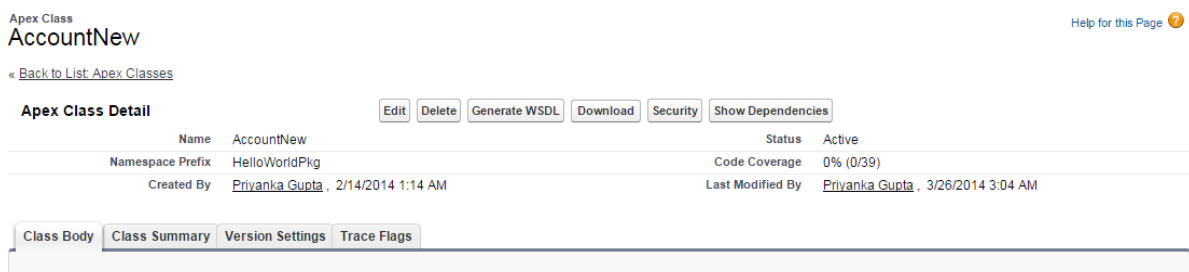 Apex Class
AccountNew
Help for this Page ?
« Back to List: Apex Classes
Apex Class Detail Edit Delete Generate WSDL Download Security Show Dependencies
Name AccountNew Status Active
Namespace Prefix HelloWorldPkg Code Coverage 0% (0/39)
Created By Priyanka Gupta , 2/14/2014 1:14 AM Last Modified By Priyanka Gupta , 3/26/2014 3:04 AM
Class Body Class Summary Version Settings Trace Flags